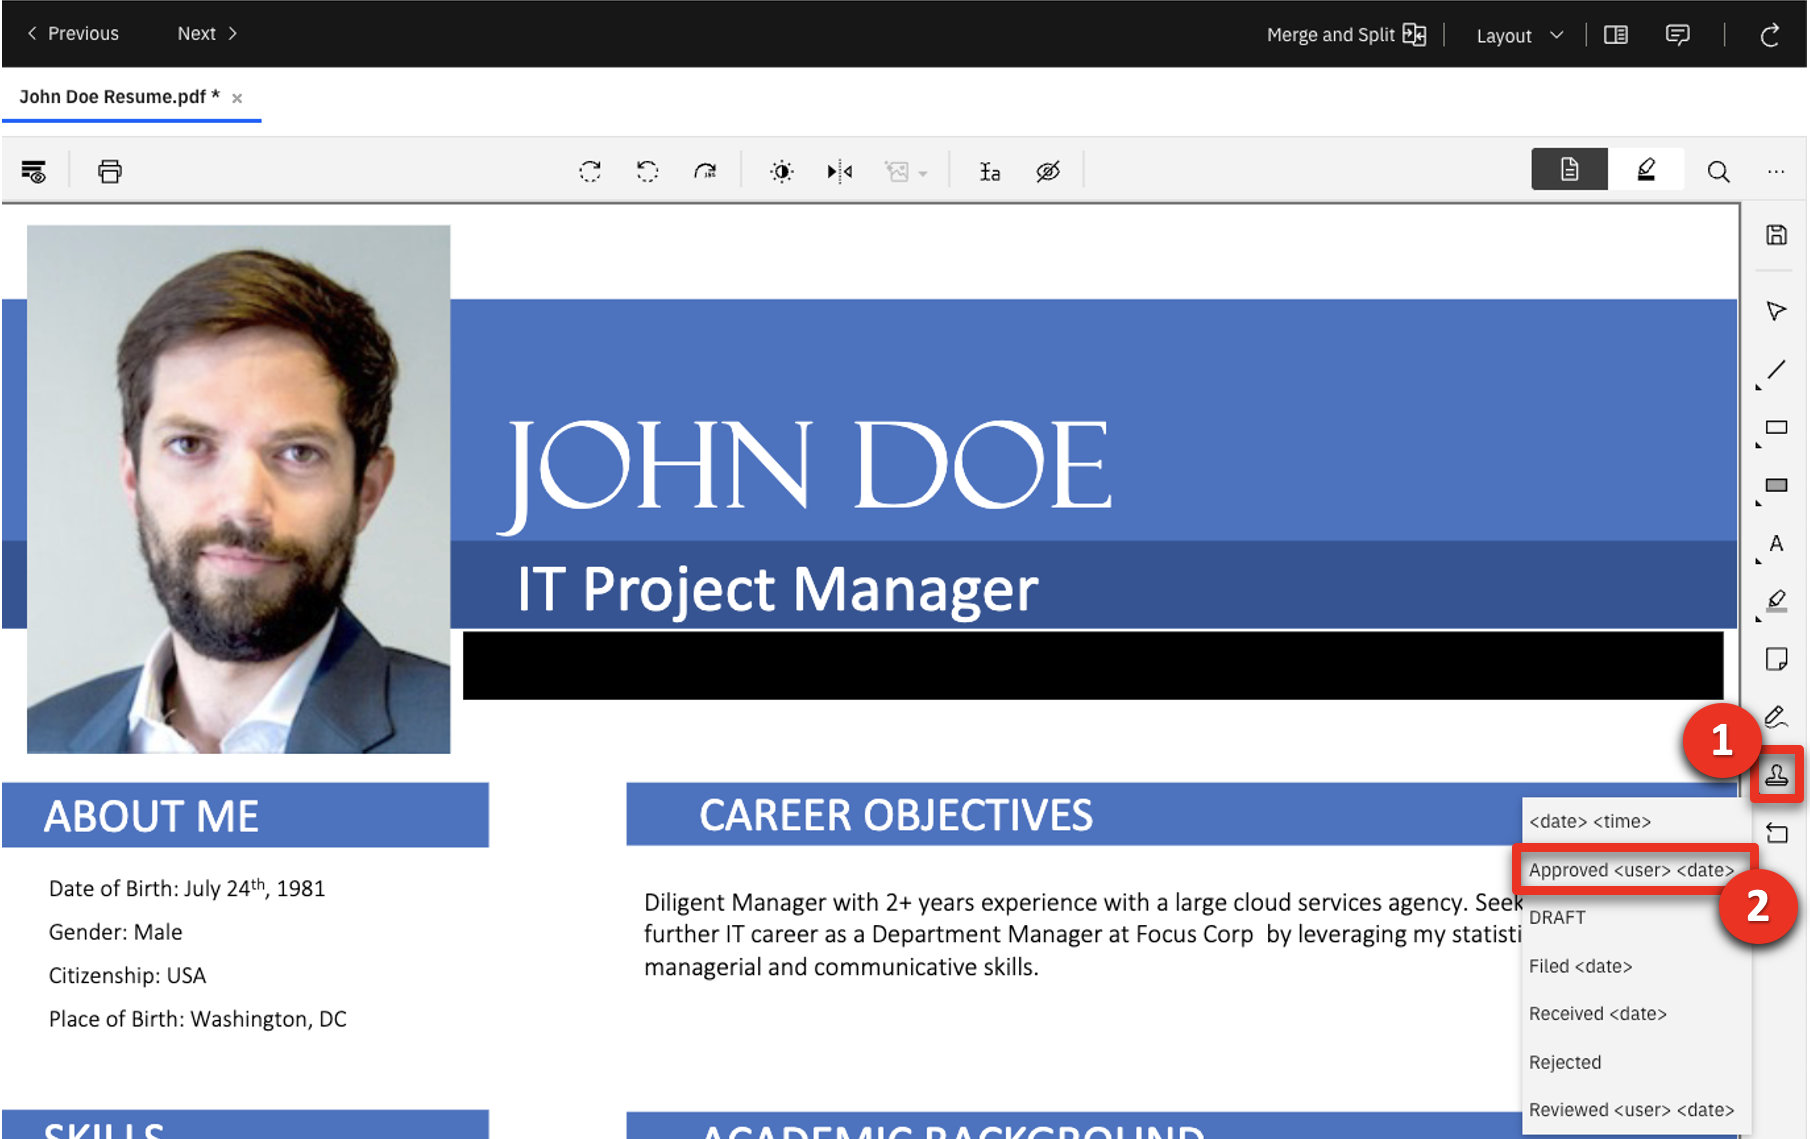 Previous
Next
Merge and Split
Layout
John Doe Resume.pdf *
a
A
JOHN DOE
IT Project Manager
1
ABOUT ME
CAREER OBJECTIVES
<date> <time>
Approved <user> <date>
2
DRAFT
Filed <date>
Received <date>
Rejected
Reviewed <user> <date>
Date of Birth: July 24th, 1981
Gender: Male
Citizenship: USA
Place of Birth: Washington, DC
Diligent Manager with 2+ years experience with a large cloud services agency. Seek
further IT career as a Department Manager at Focus Corp by leveraging my statisti
managerial and communicative skills.
SKILLS
ACADEMIC BACKGROUND